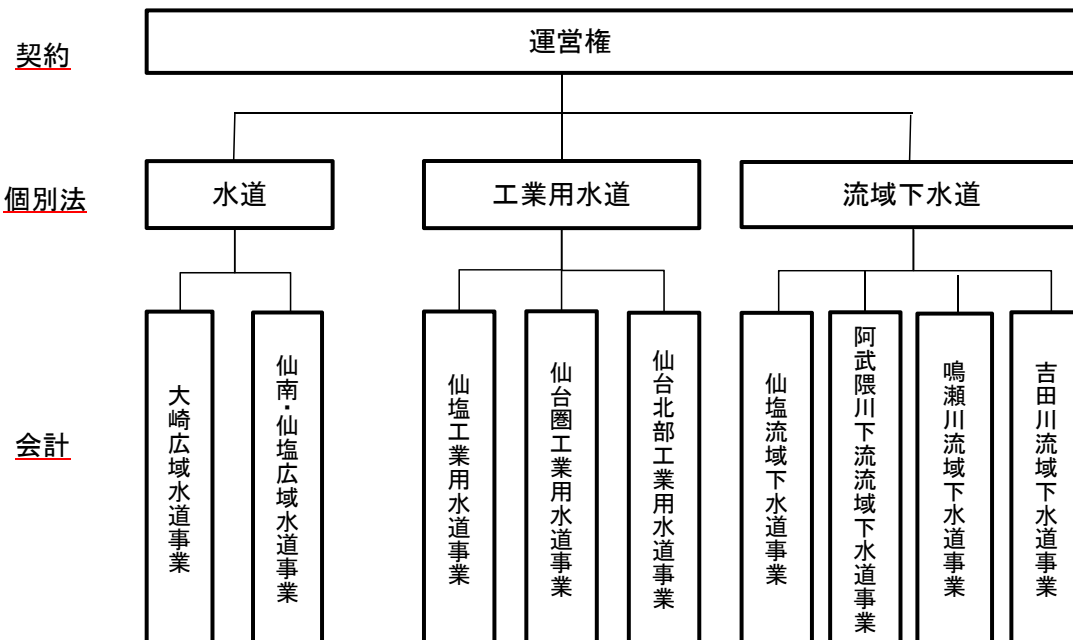 契約
運営権
個別法
水道
工業用水道
流域下水道
会計
大崎広域水道事業
仙南・仙塩広域水道事業
仙塩工業用水道事業
仙台圏工業用水道事業
仙台北部工業用水道事業
仙塩流域下水道事業
阿武隈川下流流域下水道事業
鳴瀬川流域下水道事業
吉田川流域下水道事業